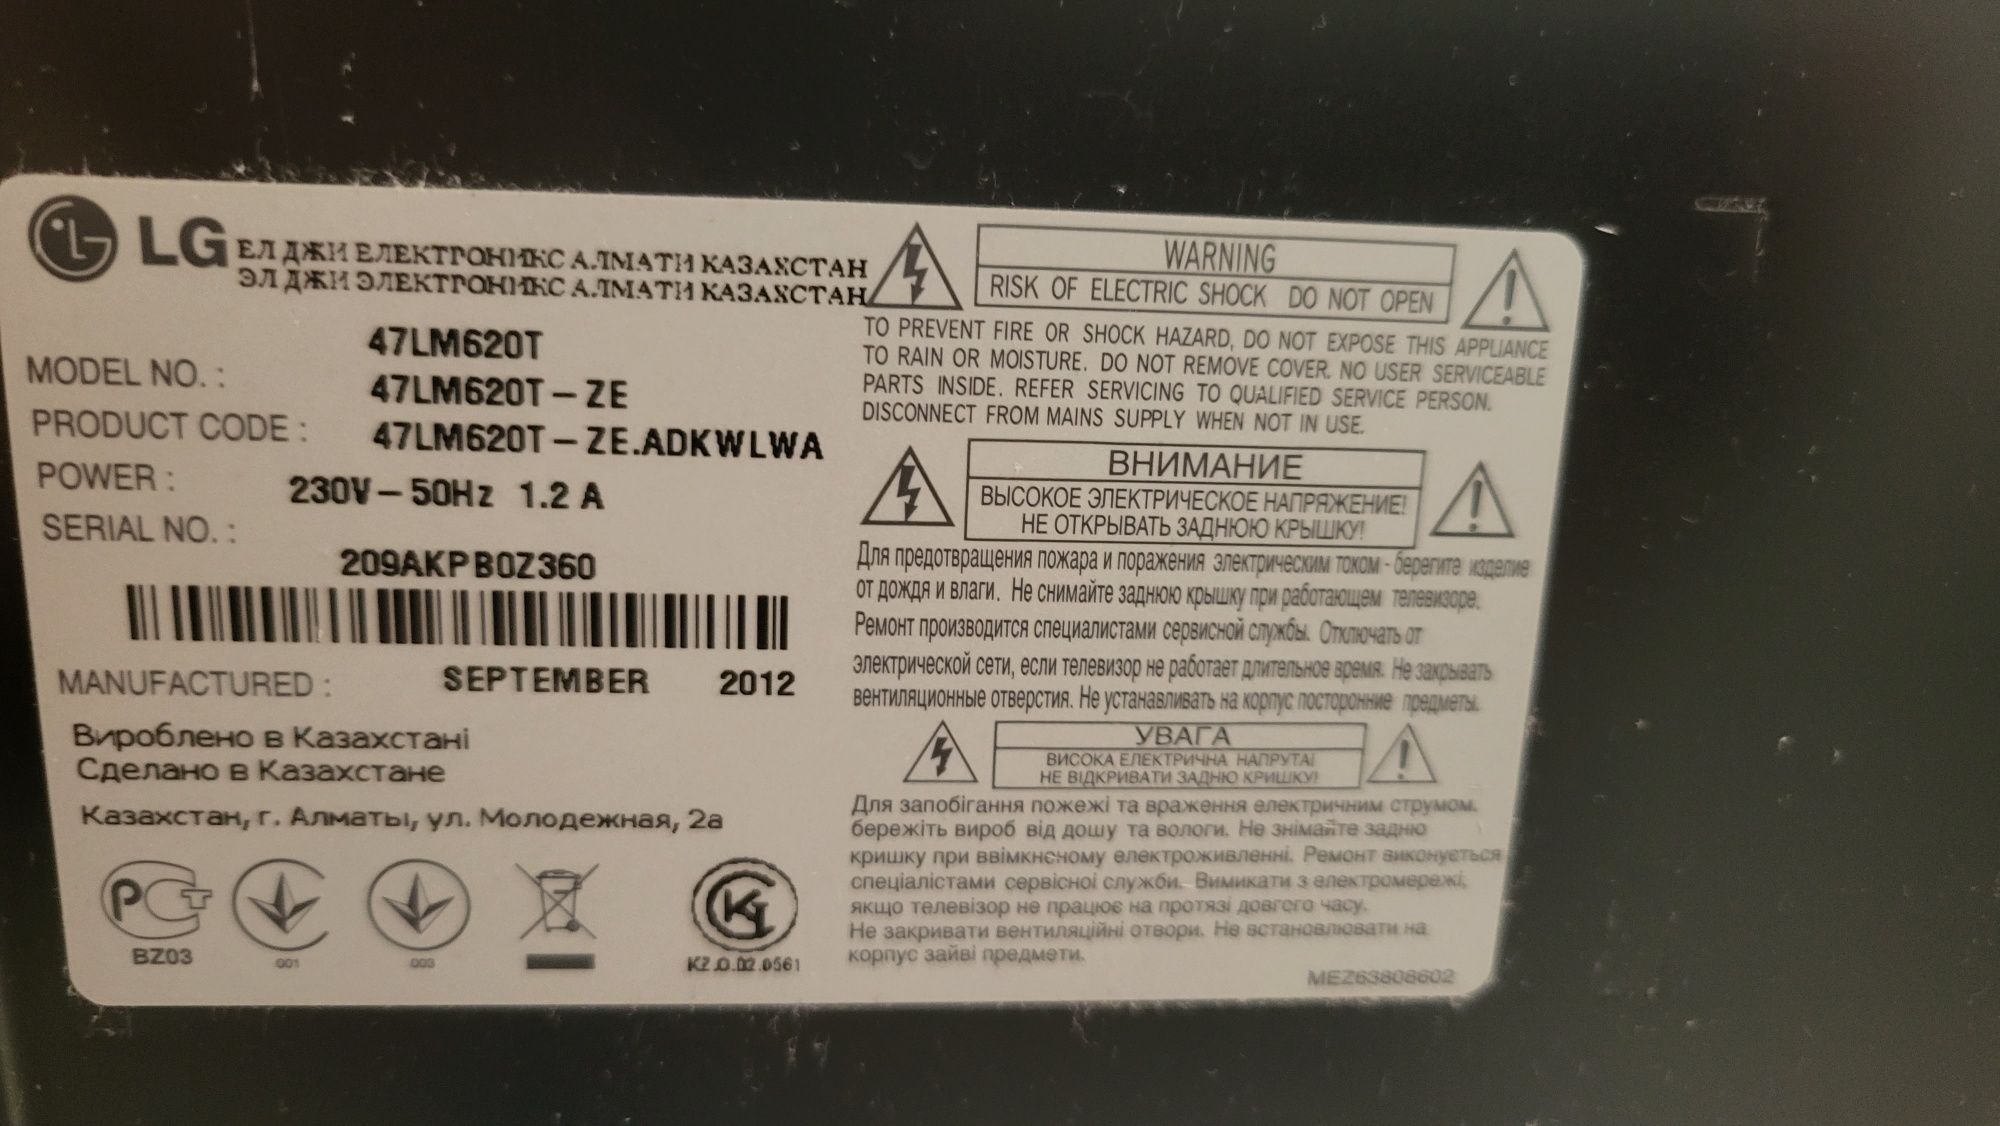 LG
ЕЛ ДЖИ ЕЛЕКТРОНИКС АЛМАТИ КАЗАХСТАН
ЭЛ ДЖИ ЭЛЕКТРОНИКС АЛМАТИ КАЗАХСТАН
47LM620T
MODEL NO. : 47LM620T-ZE
PRODUCT CODE : 47LM620T-ZE.ADKWLWA
POWER : 230V~50Hz 1.2 A
SERIAL NO. :
209AKPB0Z360
MANUFACTURED : SEPTEMBER 2012
Вироблено в Казахстані
Сделано в Казахстане
Казахстан, г. Алматы, ул. Молодежная, 2а
РСТ
BZ03
001
003
KZ.O.02.0561
WARNING
RISK OF ELECTRIC SHOCK DO NOT OPEN
TO PREVENT FIRE OR SHOCK HAZARD, DO NOT EXPOSE THIS APPLIANCE
TO RAIN OR MOISTURE. DO NOT REMOVE COVER. NO USER SERVICEABLE
PARTS INSIDE. REFER SERVICING TO QUALIFIED SERVICE PERSON.
DISCONNECT FROM MAINS SUPPLY WHEN NOT IN USE.
ВНИМАНИЕ
ВЫСОКОЕ ЭЛЕКТРИЧЕСКОЕ НАПРЯЖЕНИЕ!
НЕ ОТКРЫВАТЬ ЗАДНЮЮ КРЫШКУ!
Для предотвращения пожара и поражения электрическим током - берегите изделие
от дождя и влаги. Не снимайте заднюю крышку при работающем телевизоре.
Ремонт производится специалистами сервисной службы. Отключать от
электрической сети, если телевизор не работает длительное время. Не закрывать
вентиляционные отверстия. Не устанавливать на корпус посторонние предметы.
УВАГА
ВИСОКА ЕЛЕКТРИЧНА НАПРУГА!
НЕ ВІДКРИВАТИ ЗАДНЮ КРИШКУ!
Для запобігання пожежі та враження електричним струмом.
бережіть вироб від дошу та вологи. Не знімайте задню
кришку при ввімкненому електроживленні. Ремонт виконується
спеціалістами сервісної служби. Вимикати з електромережі,
якщо телевізор не працює на протязі довгого часу.
Не закривати вентиляційні отвори. Не встановлювати на
корпус зайві предмети.
MEZ63808602